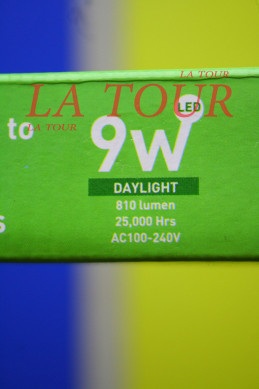 LA TOUR
LA TOUR
LED
to
LA TOUR
9W
DAYLIGHT
810 lumen
s
25,000 Hrs
AC100-240V